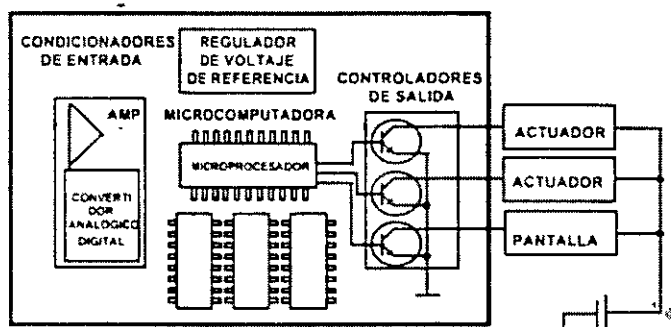 CONDICIONADORES
DE ENTRADA
REGULADOR
DE VOLTAJE
DE REFERENCIA
CONTROLADORES
DE SALIDA
AMP
MICROCOMPUTADORA
MICROPROCESADOR
CONVERTI
DOR
ANALOGICO
DIGITAL
ACTUADOR
ACTUADOR
PANTALLA